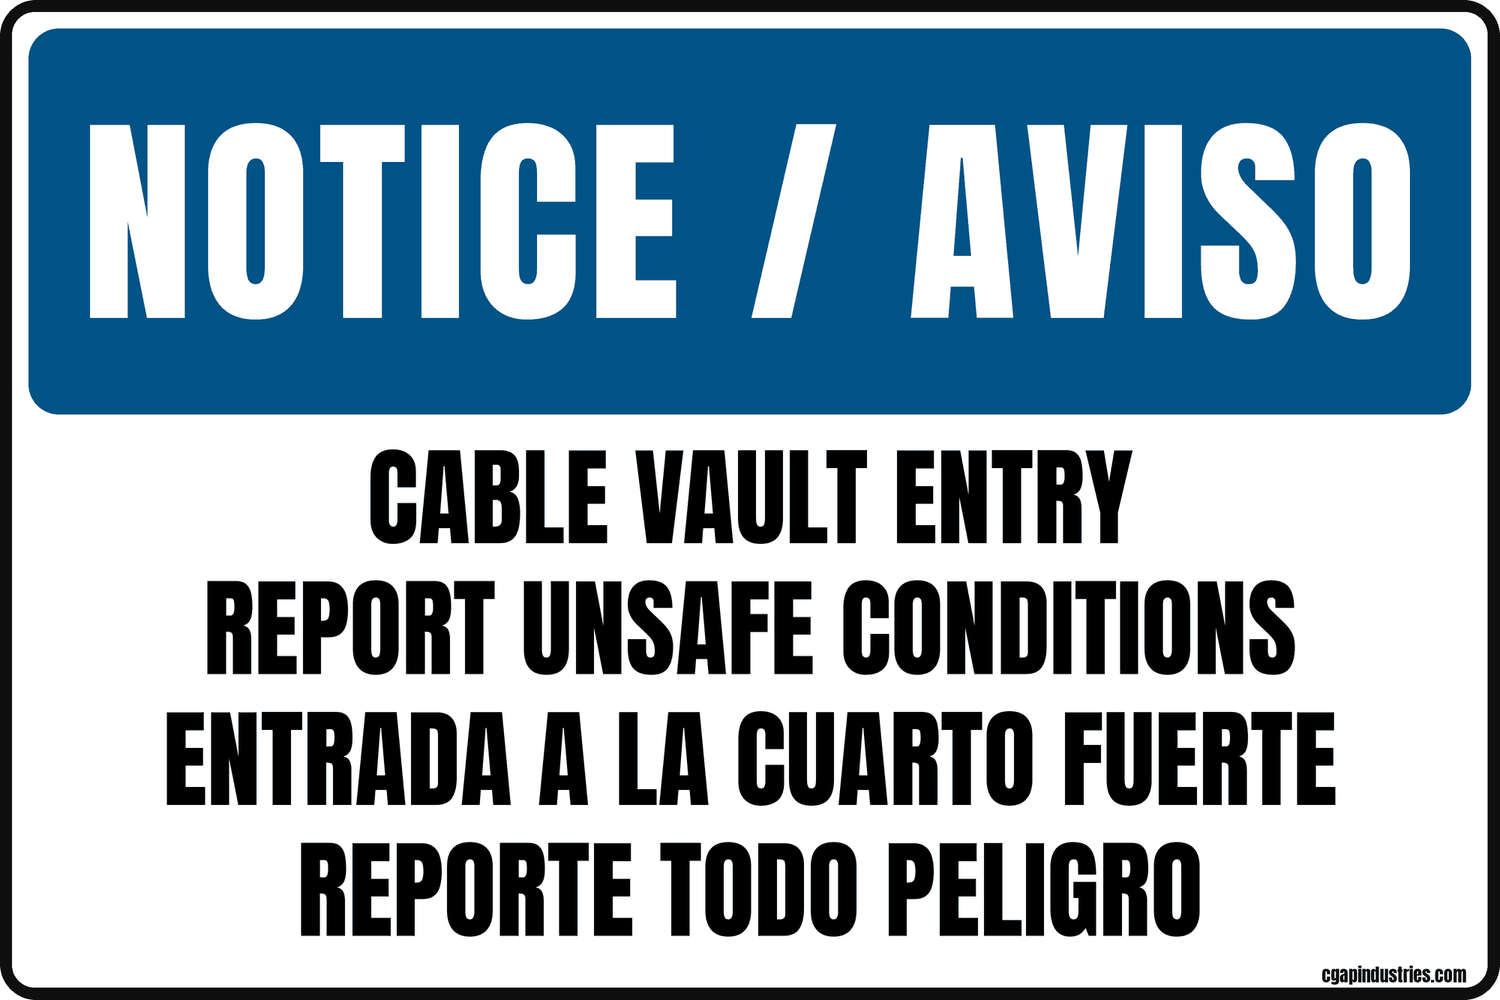 NOTICE / AVISO
CABLE VAULT ENTRY
REPORT UNSAFE CONDITIONS
ENTRADA A LA CUARTO FUERTE
REPORTE TODO PELIGRO
cgapindustries.com